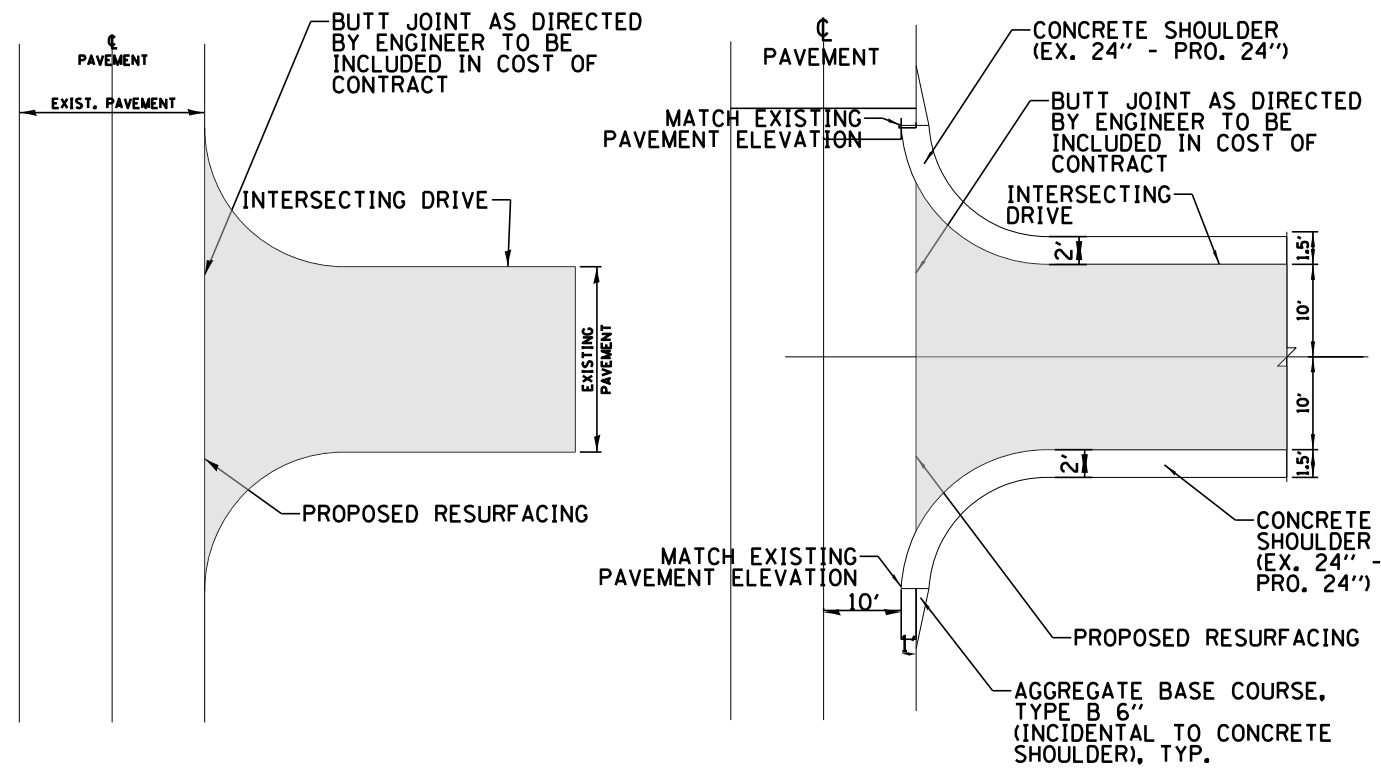 ℄
PAVEMENT
EXIST. PAVEMENT
BUTT JOINT AS DIRECTED
BY ENGINEER TO BE
INCLUDED IN COST OF
CONTRACT
INTERSECTING DRIVE
EXISTING
PAVEMENT
PROPOSED RESURFACING
℄
PAVEMENT
CONCRETE SHOULDER
(EX. 24" - PRO. 24")
MATCH EXISTING
PAVEMENT ELEVATION
BUTT JOINT AS DIRECTED
BY ENGINEER TO BE
INCLUDED IN COST OF
CONTRACT
INTERSECTING
DRIVE
2'
1.5'
10'
10'
2'
1.5'
CONCRETE
SHOULDER
(EX. 24" -
PRO. 24")
MATCH EXISTING
PAVEMENT ELEVATION
10'
PROPOSED RESURFACING
AGGREGATE BASE COURSE,
TYPE B 6"
(INCIDENTAL TO CONCRETE
SHOULDER), TYP.